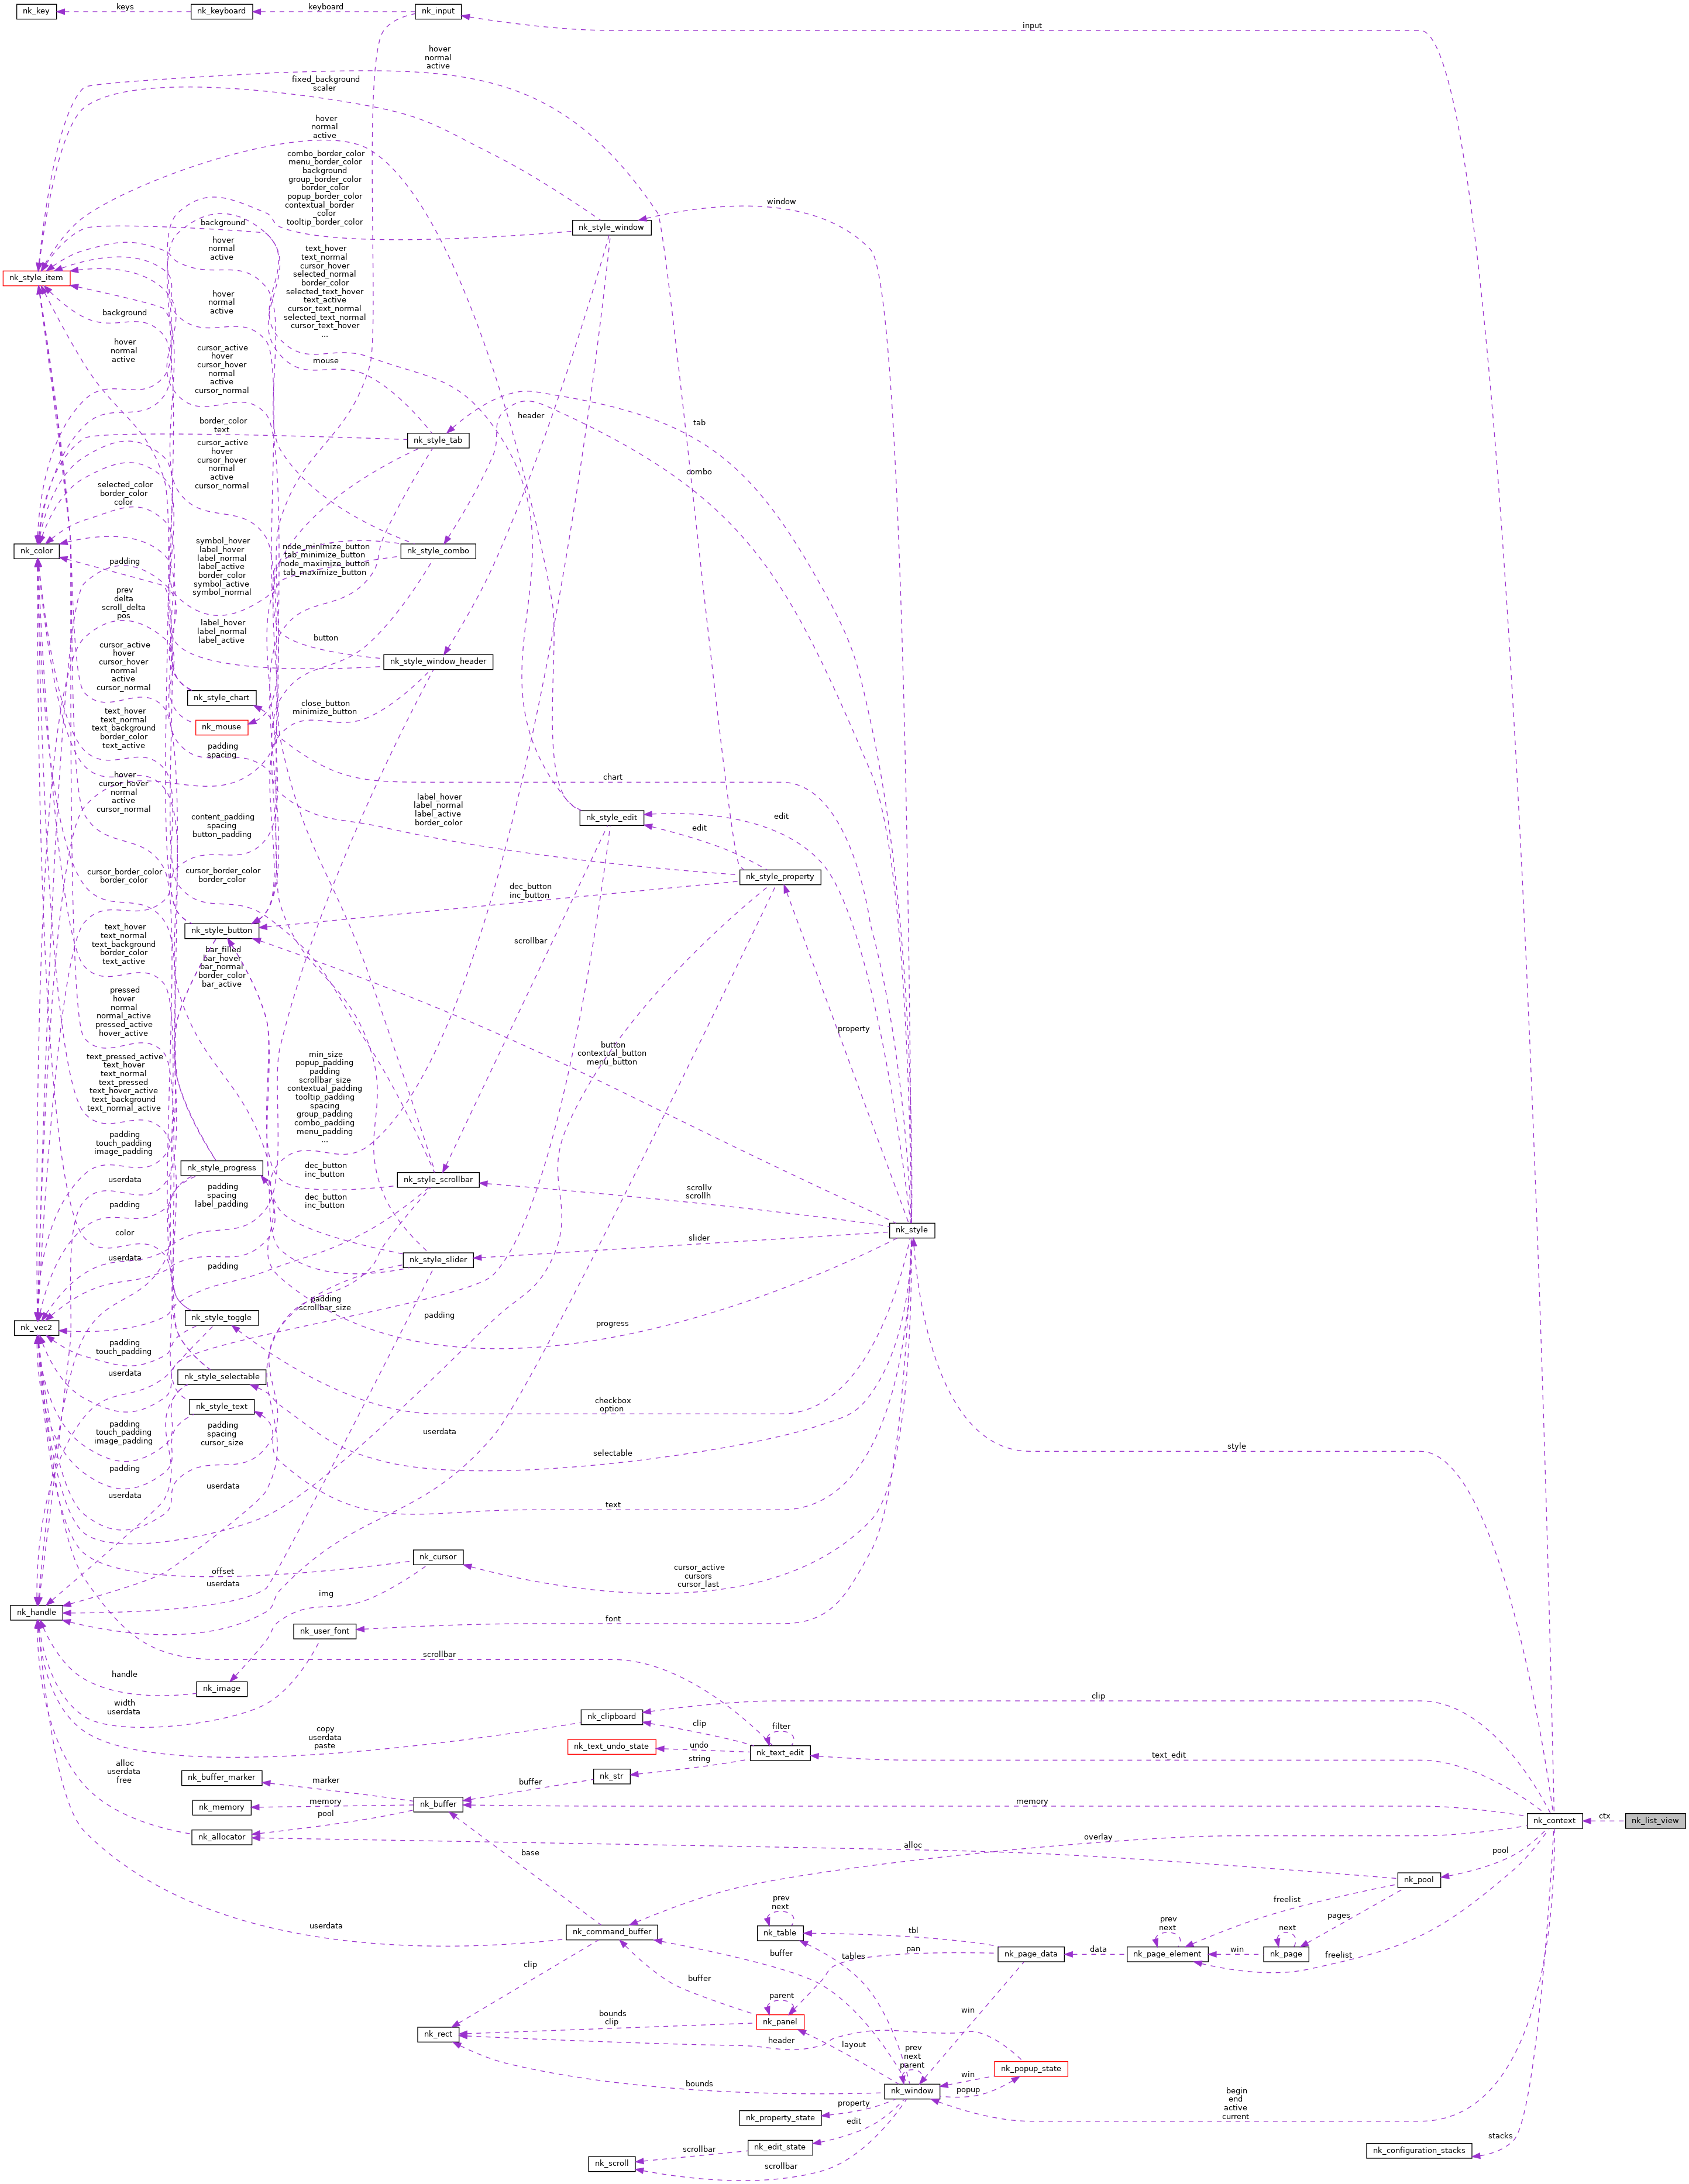 nk_key
keys
nk_keyboard
keyboard
nk_input
input
hover
normal
active
fixed_background
scaler
hover
normal
active
combo_border_color
menu_border_color
background
group_border_color
border_color
popup_border_color
contextual_border
_color
tooltip_border_color
window
nk_style_window
background
hover
normal
active
nk_style_item
text_hover
text_normal
cursor_hover
selected_normal
border_color
selected_text_hover
text_active
cursor_text_normal
selected_text_normal
cursor_text_hover
...
hover
normal
active
background
hover
normal
active
cursor_active
hover
cursor_hover
normal
active
cursor_normal
mouse
header
tab
border_color
text
nk_style_tab
cursor_active
hover
cursor_hover
normal
active
cursor_normal
combo
selected_color
border_color
color
nk_color
symbol_hover
label_hover
label_normal
label_active
border_color
symbol_active
symbol_normal
node_minimize_button
tab_minimize_button
node_maximize_button
tab_maximize_button
nk_style_combo
padding
prev
delta
scroll_delta
pos
label_hover
label_normal
label_active
button
nk_style_window_header
cursor_active
hover
cursor_hover
normal
active
cursor_normal
nk_style_chart
close_button
minimize_button
nk_mouse
text_hover
text_normal
text_background
border_color
text_active
padding
spacing
hover
cursor_hover
normal
active
cursor_normal
chart
label_hover
label_normal
label_active
border_color
nk_style_edit
edit
edit
content_padding
spacing
button_padding
cursor_border_color
border_color
cursor_border_color
border_color
dec_button
inc_button
nk_style_property
text_hover
text_normal
text_background
border_color
text_active
nk_style_button
scrollbar
bar_filled
bar_hover
bar_normal
border_color
bar_active
pressed
hover
normal
normal_active
pressed_active
hover_active
property
button
contextual_button
menu_button
text_pressed_active
text_hover
text_normal
text_pressed
text_hover_active
text_background
text_normal_active
min_size
popup_padding
padding
scrollbar_size
contextual_padding
tooltip_padding
spacing
group_padding
combo_padding
menu_padding
...
padding
touch_padding
image_padding
nk_style_progress
dec_button
inc_button
nk_style_scrollbar
scrollv
scrollh
userdata
padding
spacing
label_padding
dec_button
inc_button
padding
nk_style
color
slider
userdata
padding
nk_style_slider
padding
scrollbar_size
padding
nk_vec2
nk_style_toggle
progress
padding
touch_padding
userdata
nk_style_selectable
nk_style_text
checkbox
option
padding
touch_padding
image_padding
padding
spacing
cursor_size
userdata
style
selectable
padding
userdata
userdata
text
nk_cursor
offset
userdata
img
cursor_active
cursors
cursor_last
nk_handle
nk_user_font
font
scrollbar
handle
nk_image
width
userdata
clip
nk_clipboard
clip
filter
copy
userdata
paste
nk_text_undo_state
undo
nk_text_edit
text_edit
string
alloc
userdata
free
nk_buffer_marker
marker
buffer
nk_str
nk_memory
memory
nk_buffer
memory
pool
nk_context
ctx
nk_list_view
nk_allocator
alloc
overlay
base
pool
nk_pool
prev
next
freelist
pages
userdata
nk_command_buffer
nk_table
tbl
prev
next
next
buffer
tables
pan
nk_page_data
data
nk_page_element
win
nk_page
freelist
clip
buffer
parent
win
bounds
clip
nk_panel
nk_rect
header
layout
prev
next
parent
nk_popup_state
win
bounds
nk_window
popup
property
nk_property_state
edit
begin
end
active
current
stacks
nk_edit_state
nk_configuration_stacks
scrollbar
nk_scroll
scrollbar